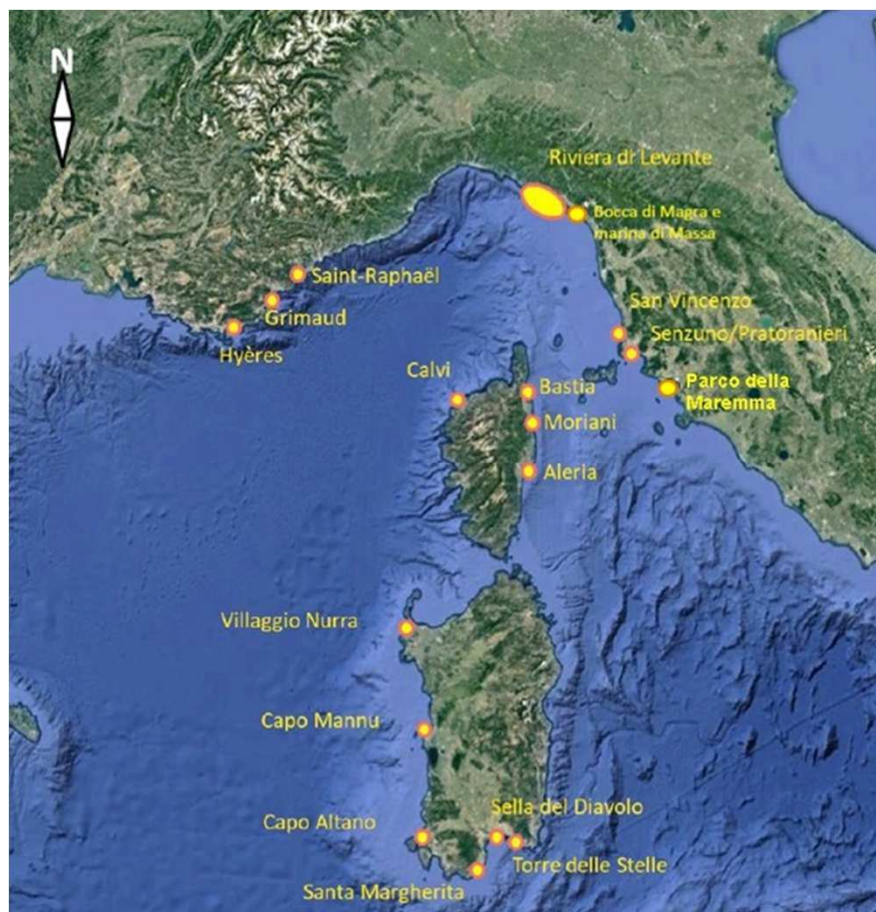 N
Riviera di Levante
Bocca di Magra e
marina di Massa
Saint-Raphaël
Grimaud
Hyères
San Vincenzo
Senzuno/Pratoranieri
Calvi
Bastia
Parco della
Maremma
Moriani
Aleria
Villaggio Nurra
Capo Mannu
Sella del Diavolo
Capo Altano
Torre delle Stelle
Santa Margherita